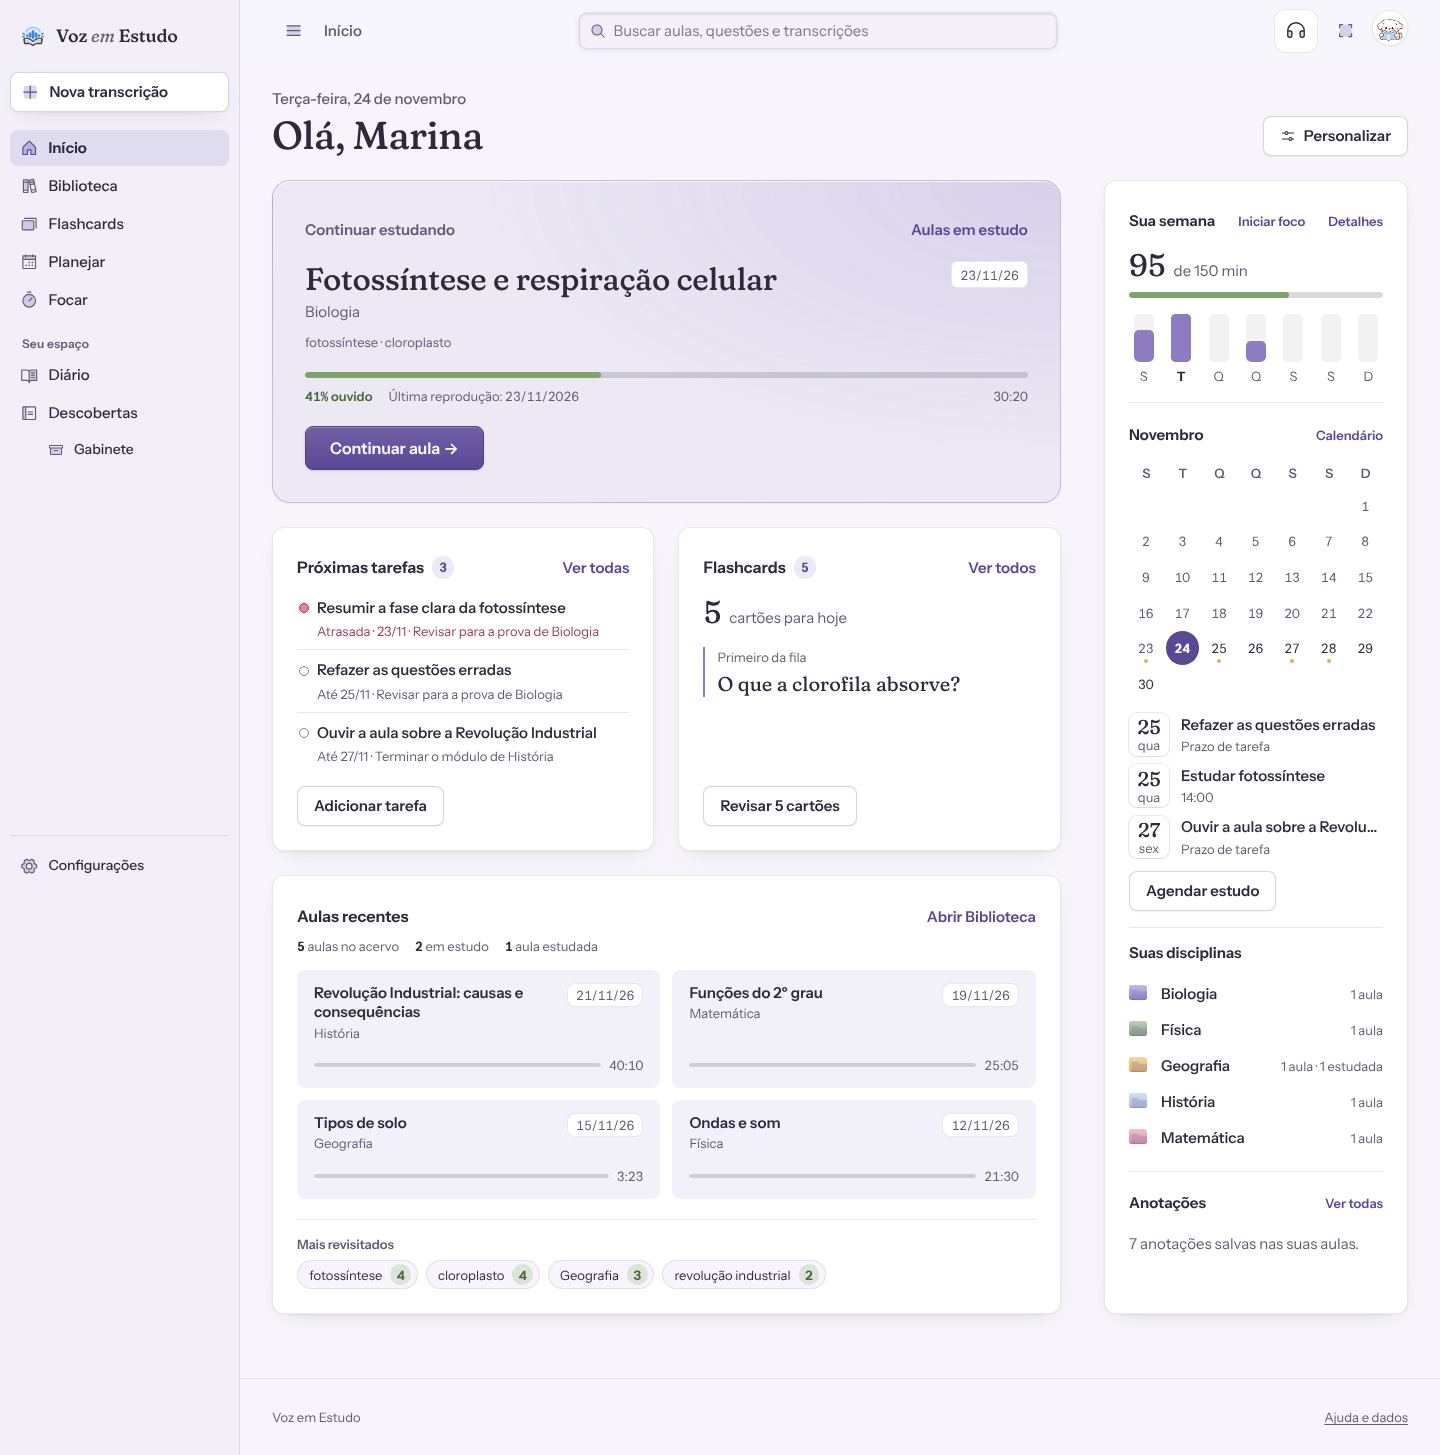 Voz em Estudo
Nova transcrição
Início
Biblioteca
Flashcards
Planejar
Focar
Seu espaço
Diário
Descobertas
Gabinete
Configurações
Início
Buscar aulas, questões e transcrições
Terça-feira, 24 de novembro
Olá, Marina
Personalizar
Continuar estudando
Aulas em estudo
Fotossíntese e respiração celular
23/11/26
Biologia
fotossíntese · cloroplasto
41% ouvido Última reprodução: 23/11/2026 30:20
Continuar aula →
Próximas tarefas 3 Ver todas
Resumir a fase clara da fotossíntese
Atrasada · 23/11 · Revisar para a prova de Biologia
Refazer as questões erradas
Até 25/11 · Revisar para a prova de Biologia
Ouvir a aula sobre a Revolução Industrial
Até 27/11 · Terminar o módulo de História
Adicionar tarefa
Flashcards 5 Ver todos
5 cartões para hoje
Primeiro da fila
O que a clorofila absorve?
Revisar 5 cartões
Aulas recentes
Abrir Biblioteca
5 aulas no acervo 2 em estudo 1 aula estudada
Revolução Industrial: causas e
consequências
21/11/26
História
40:10
Funções do 2º grau
19/11/26
Matemática
25:05
Tipos de solo
15/11/26
Geografia
3:23
Ondas e som
12/11/26
Física
21:30
Mais revisitados
fotossíntese 4 cloroplasto 4 Geografia 3 revolução industrial 2
Sua semana Iniciar foco Detalhes
95 de 150 min
S T Q Q S S D
Novembro Calendário
S T Q Q S S D
1
2 3 4 5 6 7 8
9 10 11 12 13 14 15
16 17 18 19 20 21 22
23 24 25 26 27 28 29
30
25
qua
Refazer as questões erradas
Prazo de tarefa
25
qua
Estudar fotossíntese
14:00
27
sex
Ouvir a aula sobre a Revolu...
Prazo de tarefa
Agendar estudo
Suas disciplinas
Biologia 1 aula
Física 1 aula
Geografia 1 aula · 1 estudada
História 1 aula
Matemática 1 aula
Anotações Ver todas
7 anotações salvas nas suas aulas.
Voz em Estudo
Ajuda e dados